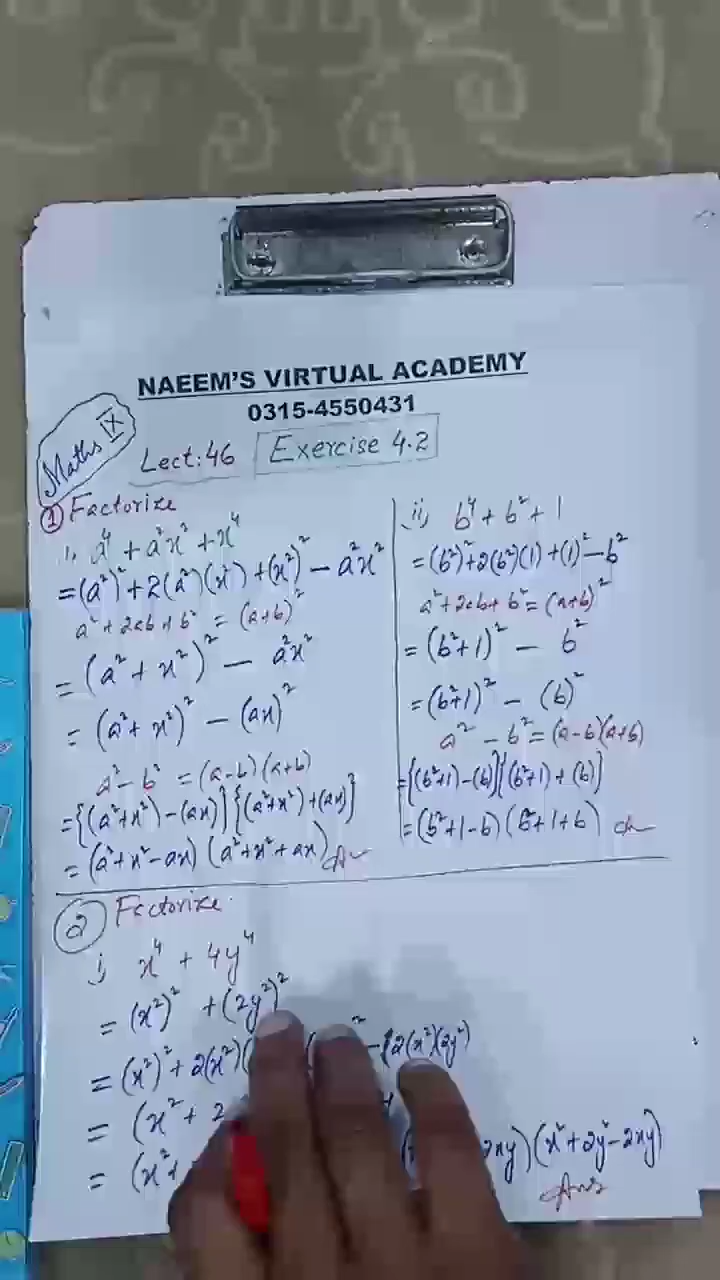 NAEEM'S VIRTUAL ACADEMY
0315-4550431
Maths IX
Lect:46 Exercise 4.2
① Factorize
i, a⁴ + a²x² + x⁴
= (a²)² + 2(a²)(x²) + (x²)² − a²x²
a² + 2ab + b² = (a+b)²
= (a² + x²)² − a²x²
= (a² + x²)² − (ax)²
a² − b² = (a−b)(a+b)
= {(a²+x²) − (ax)}{(a²+x²) + (ax)}
= (a²+x²−ax)(a²+x²+ax) Ans
ii, b⁴ + b² + 1
= (b²)² + 2(b²)(1) + (1)² − b²
a² + 2ab + b² = (a+b)²
= (b²+1)² − b²
= (b²+1)² − (b)²
a² − b² = (a−b)(a+b)
= {(b²+1) − (b)}{(b²+1) + (b)}
= (b²+1−b)(b²+1+b)
② Factorize
i, x⁴ + 4y⁴
= (x²)² + (2y²)²
= (x²)² + 2(x²)( ² − 2(x²)(2y²)
= (x² + 2
= (x²+ 2xy)(x²+2y²−2xy)
Ans